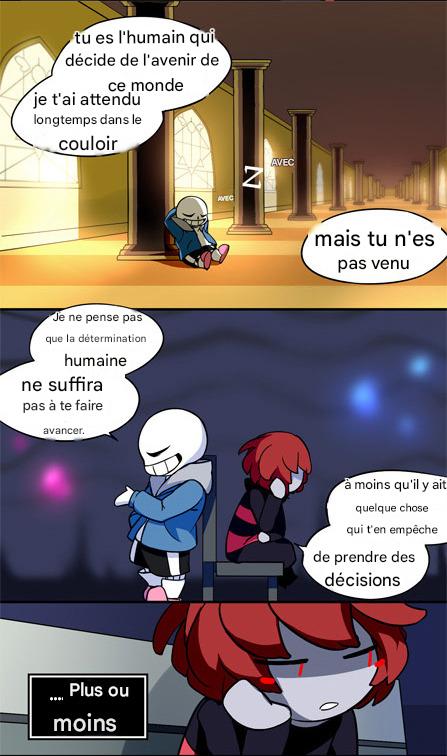 tu es l'humain qui
décide de l'avenir de
ce monde
je t'ai attendu
longtemps dans le
couloir
AVEC
Z
AVEC
mais tu n'es
pas venu
Je ne pense pas
que la détermination
humaine
ne suffira
pas à te faire
avancer.
à moins qu'il y ait
quelque chose
qui t'en empêche
de prendre des
décisions
.... Plus ou
moins